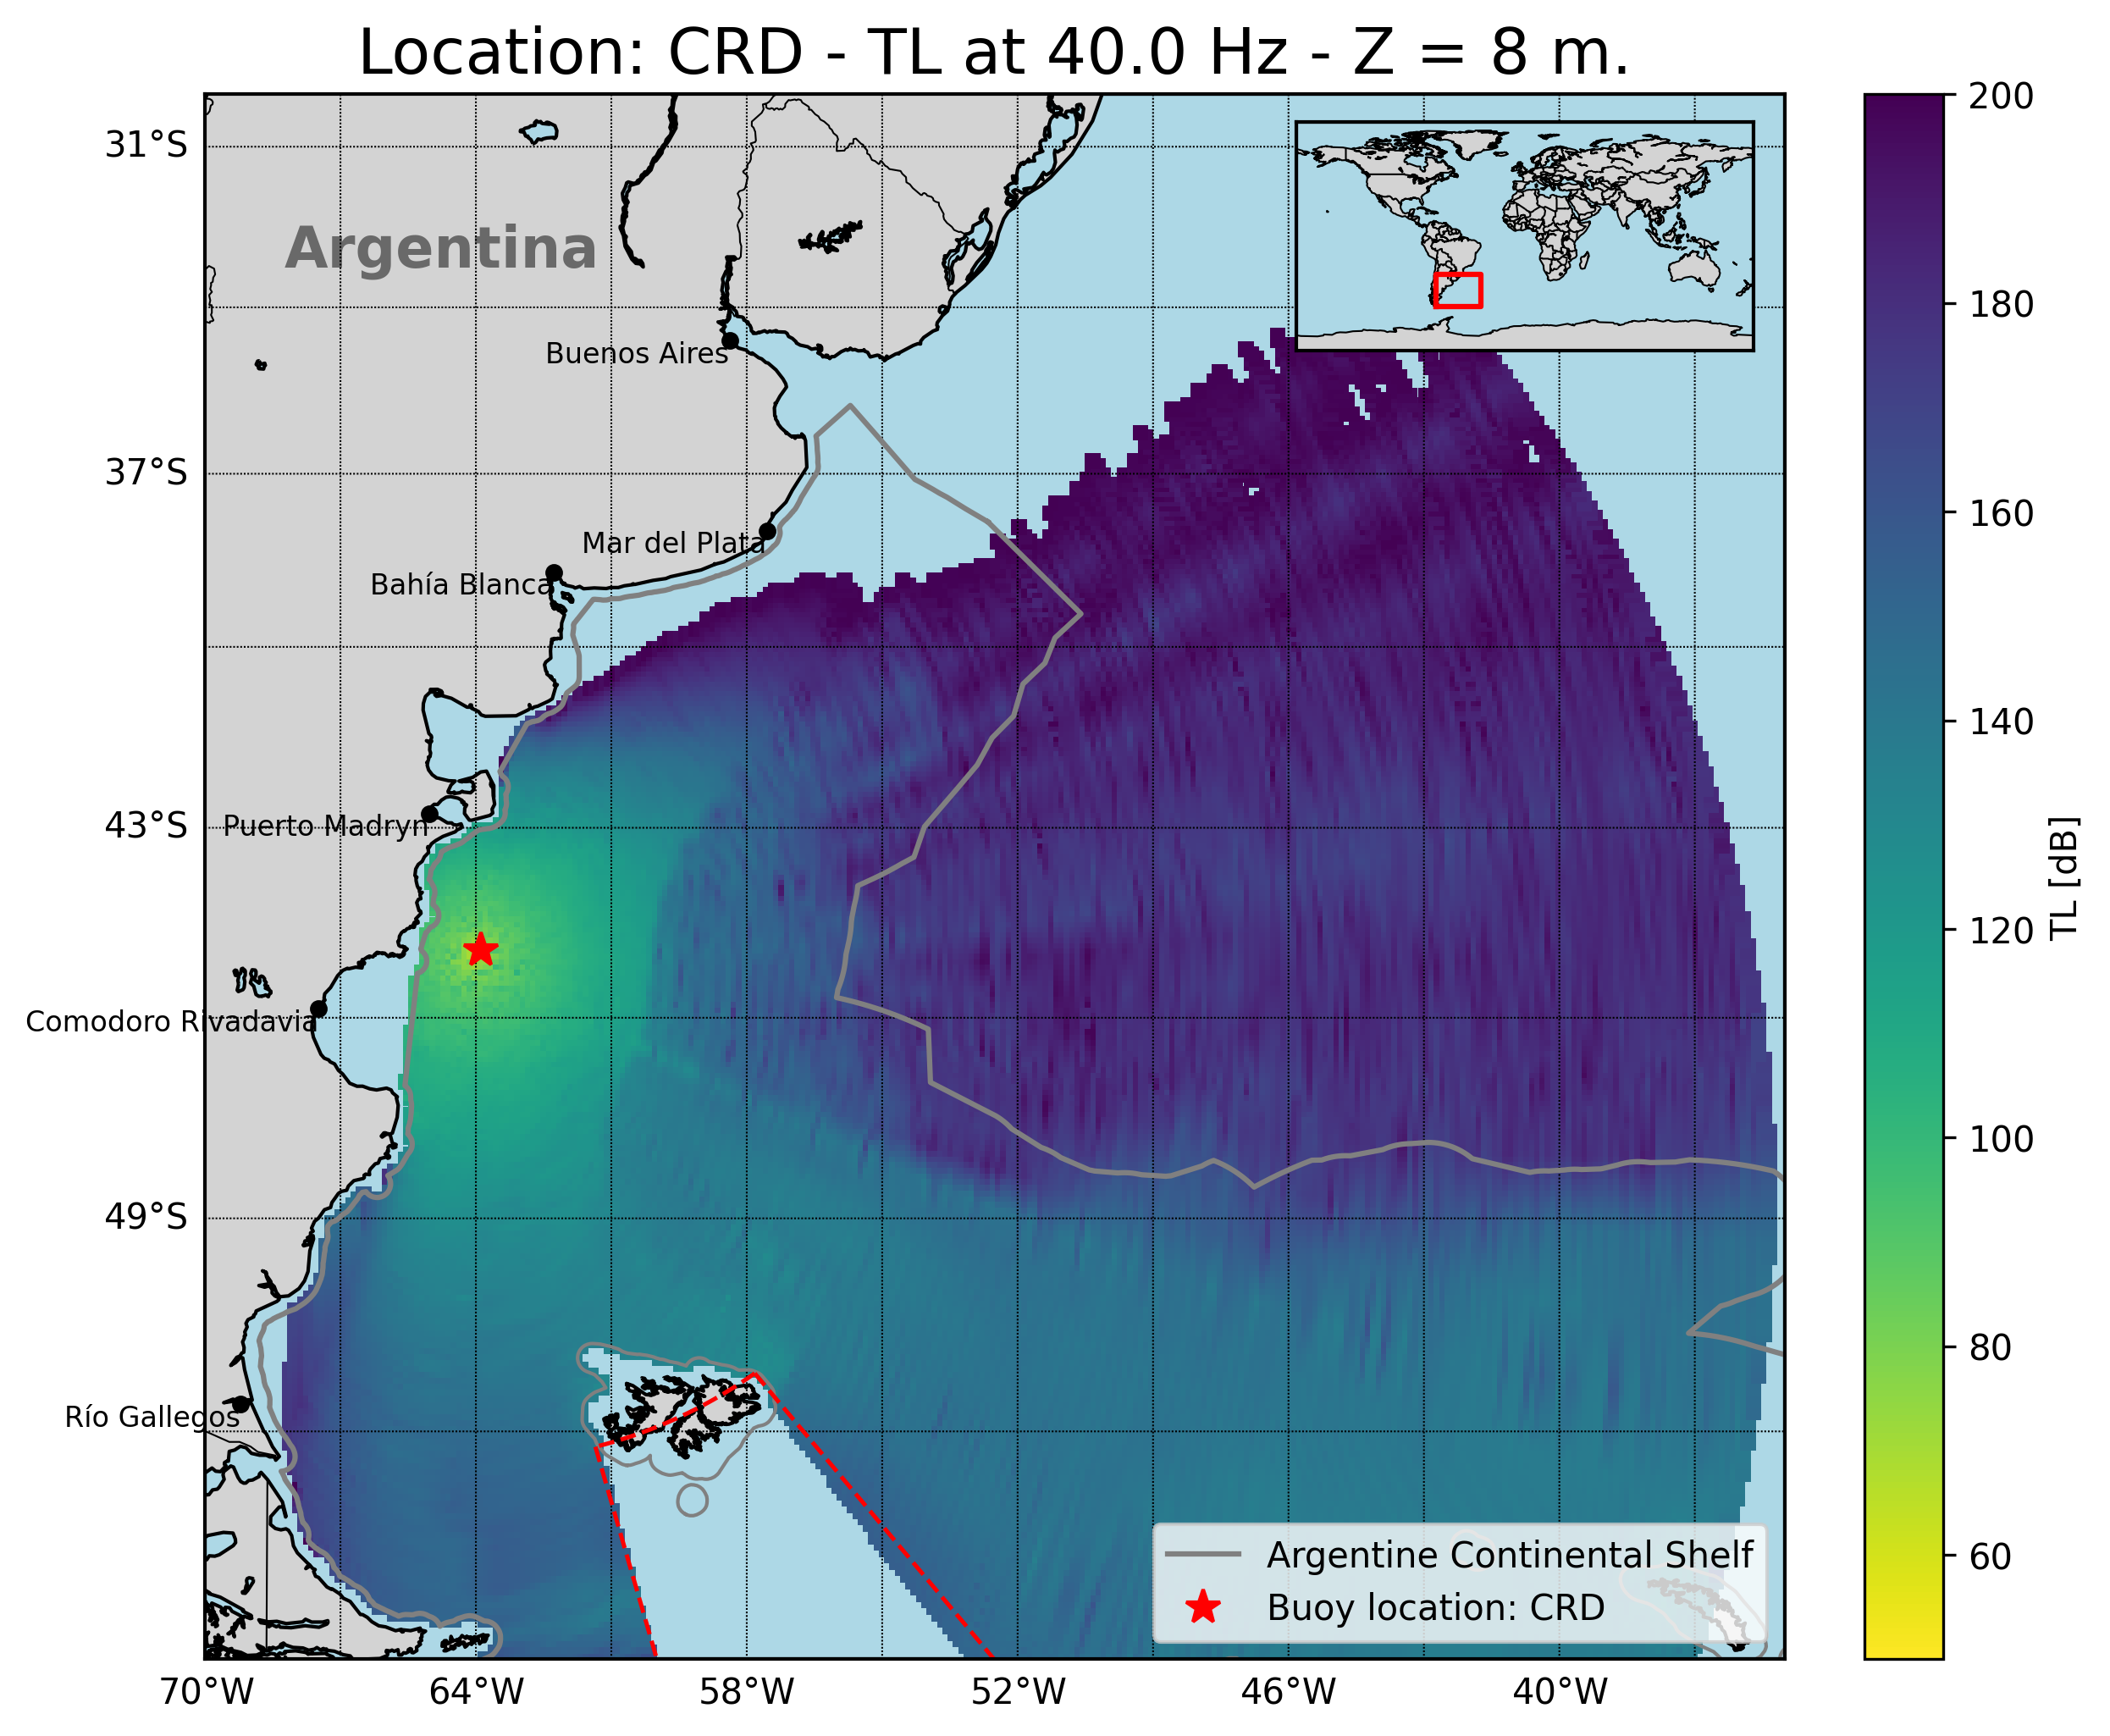 Location: CRD - TL at 40.0 Hz - Z = 8 m.
31°S
37°S
43°S
49°S
Argentina
Buenos Aires
Mar del Plata
Bahía Blanca
Puerto Madryn
Comodoro Rivadavia
Río Gallegos
70°W
64°W
58°W
52°W
46°W
40°W
Argentine Continental Shelf
Buoy location: CRD
200
180
160
140
120
100
80
60
TL [dB]